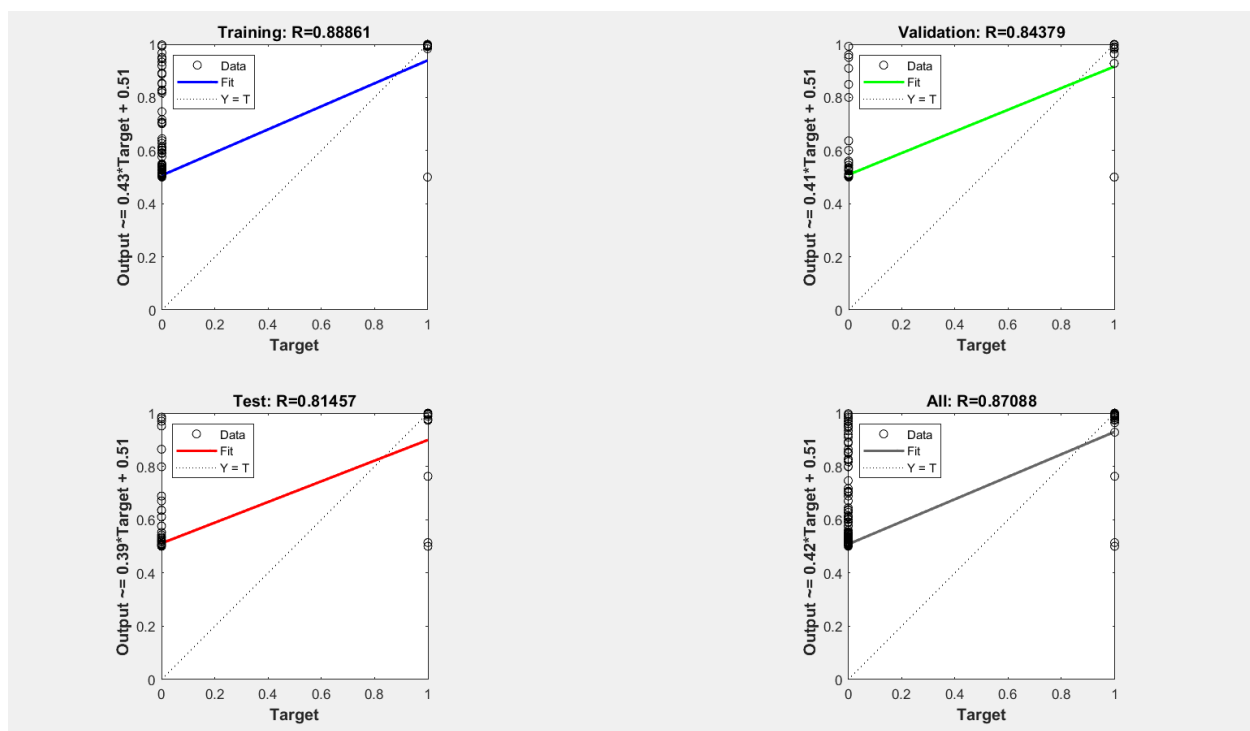 Training: R=0.88861
Output ~= 0.43*Target + 0.51
1
0.8
0.6
0.4
0.2
0
Data
Fit
Y = T
0 0.2 0.4 0.6 0.8 1
Target
Validation: R=0.84379
Output ~= 0.41*Target + 0.51
1
0.8
0.6
0.4
0.2
0
Data
Fit
Y = T
0 0.2 0.4 0.6 0.8 1
Target
Test: R=0.81457
Output ~= 0.39*Target + 0.51
1
0.8
0.6
0.4
0.2
0
Data
Fit
Y = T
0 0.2 0.4 0.6 0.8 1
Target
All: R=0.87088
Output ~= 0.42*Target + 0.51
1
0.8
0.6
0.4
0.2
0
Data
Fit
Y = T
0 0.2 0.4 0.6 0.8 1
Target